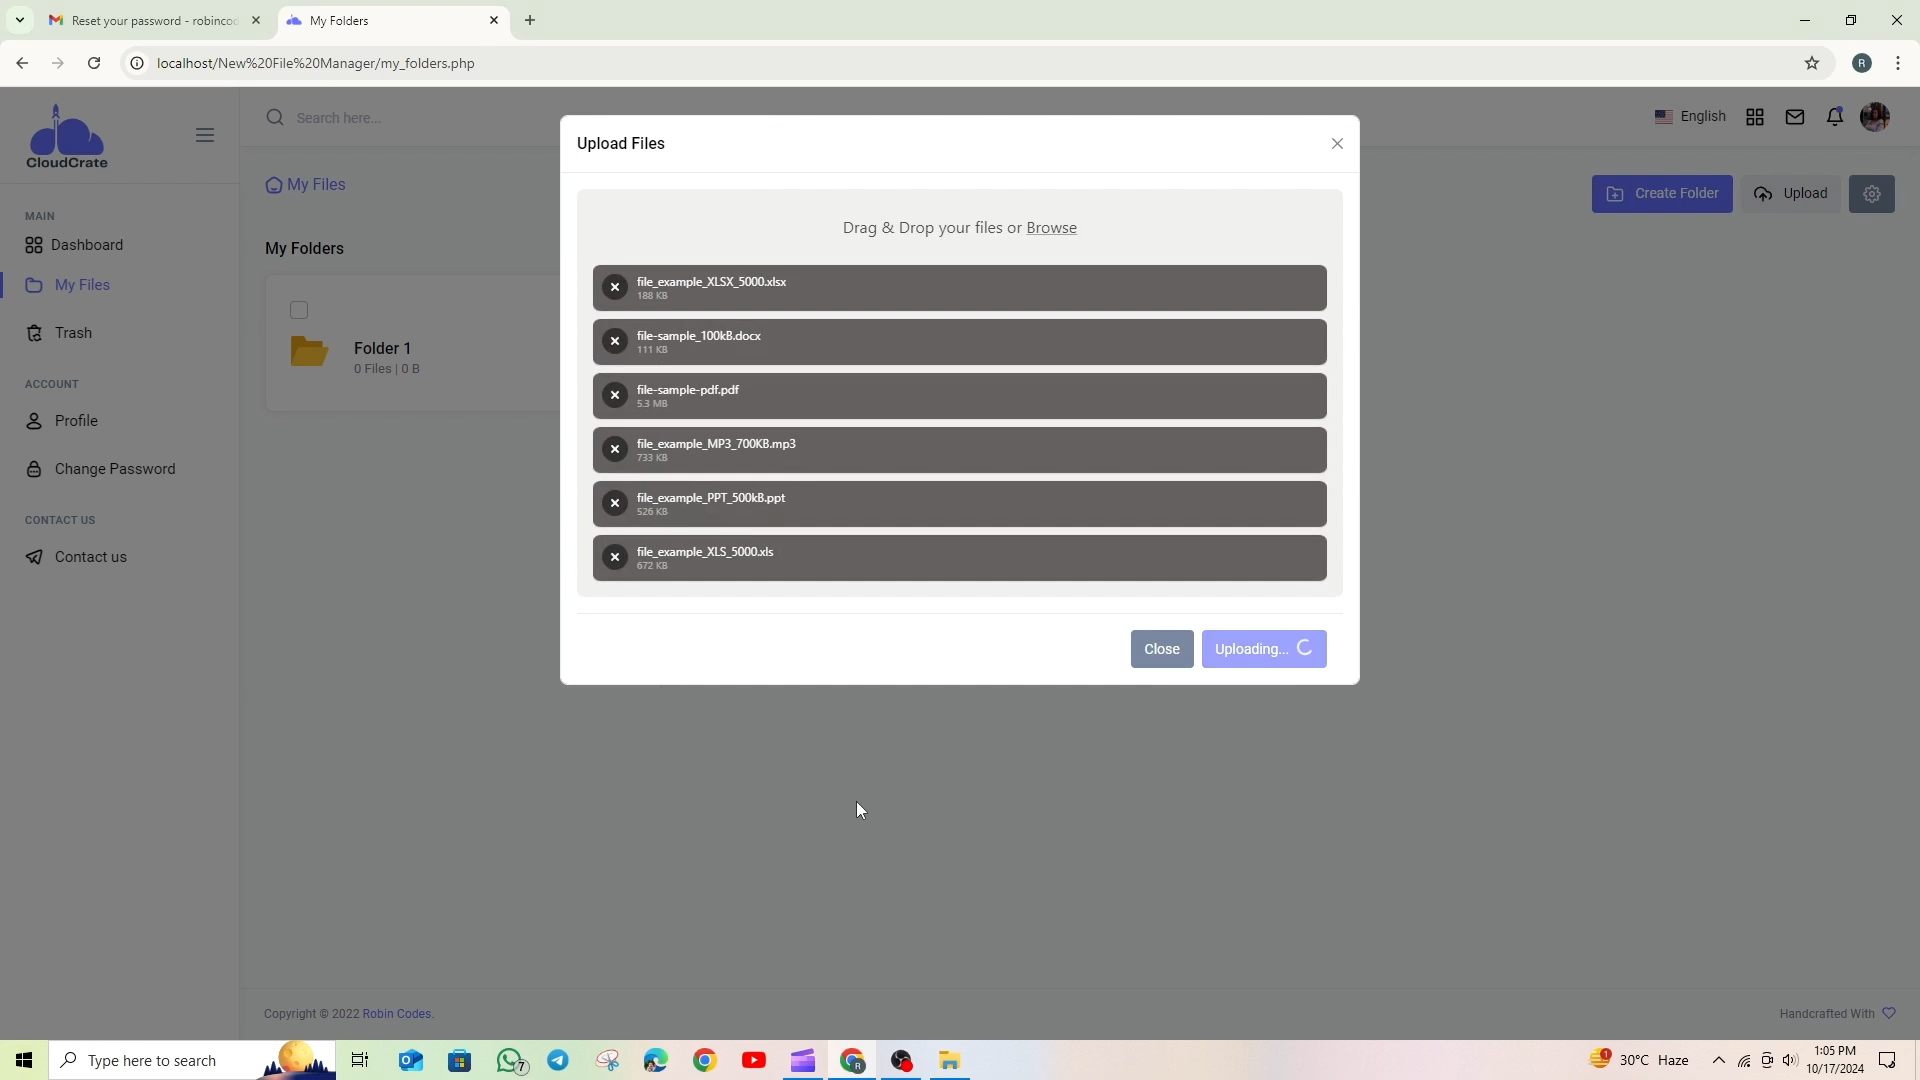 Reset your password - robincod
My Folders
localhost/New%20File%20Manager/my_folders.php
CloudCrate
Search here...
English
My Files
Create Folder
Upload
MAIN
Dashboard
My Files
Trash
ACCOUNT
Profile
Change Password
CONTACT US
Contact us
My Folders
Folder 1
0 Files | 0 B
Upload Files
Drag & Drop your files or Browse
file_example_XLSX_5000.xlsx
188 KB
file-sample_100kB.docx
111 KB
file-sample-pdf.pdf
5.3 MB
file_example_MP3_700KB.mp3
733 KB
file_example_PPT_500kB.ppt
526 KB
file_example_XLS_5000.xls
672 KB
Close
Uploading...
Copyright © 2022 Robin Codes.
Handcrafted With
Type here to search
7
1
30°C Haze
1:05 PM
10/17/2024
R